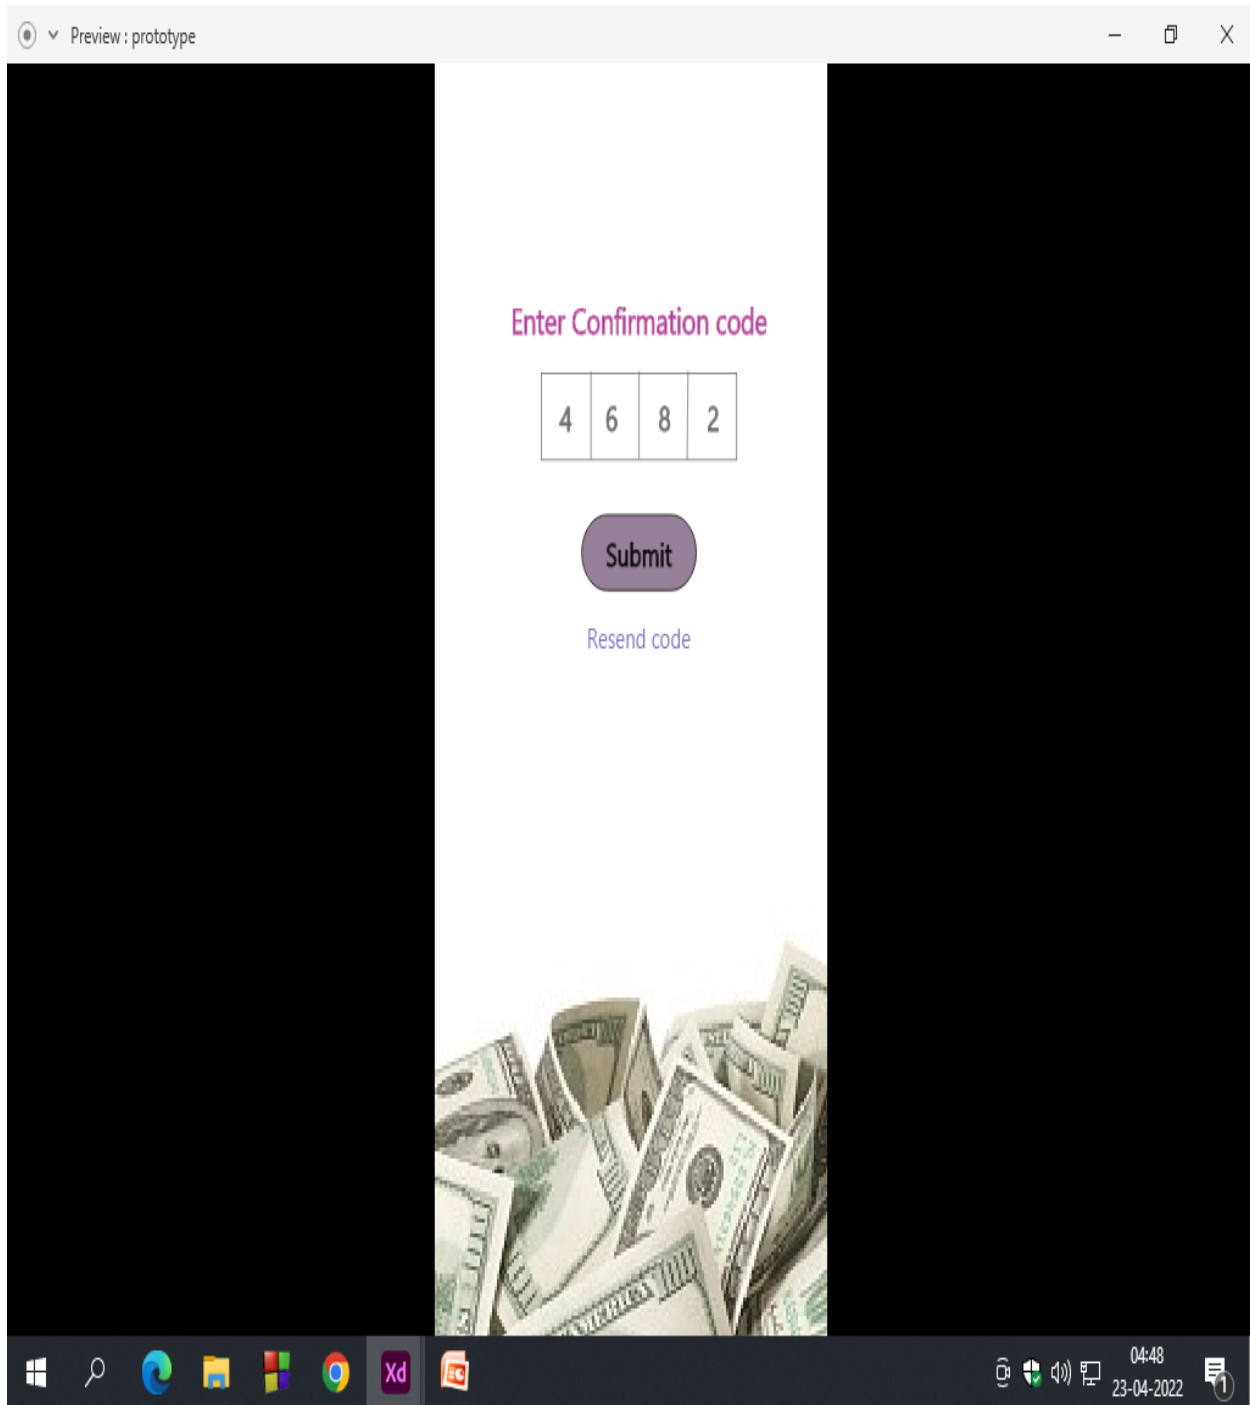 Preview : prototype
Enter Confirmation code
4 6 8 2
Submit
Resend code
AMERICA
Xd
04:48
23-04-2022
1